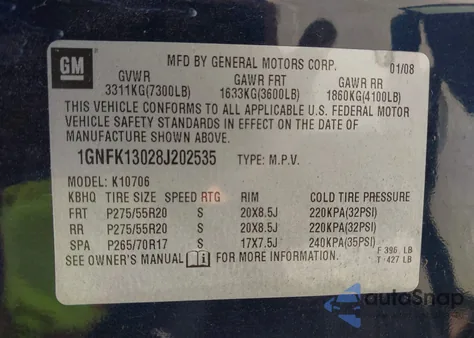 GM
MFD BY GENERAL MOTORS CORP. 01/08
GVWR GAWR FRT GAWR RR
3311KG(7300LB) 1633KG(3600LB) 1860KG(4100LB)
THIS VEHICLE CONFORMS TO ALL APPLICABLE U.S. FEDERAL MOTOR
VEHICLE SAFETY STANDARDS IN EFFECT ON THE DATE OF
MANUFACTURE SHOWN ABOVE.
1GNFK13028J202535 TYPE: M.P.V.
MODEL: K10706
KBHQ TIRE SIZE SPEED RTG RIM COLD TIRE PRESSURE
FRT P275/55R20 S 20X8.5J 220KPA(32PSI)
RR P275/55R20 S 20X8.5J 220KPA(32PSI)
SPA P265/70R17 S 17X7.5J 240KPA(35PSI)
SEE OWNER'S MANUAL FOR MORE INFORMATION. F 396 LB
T 427 LB
autoSnap